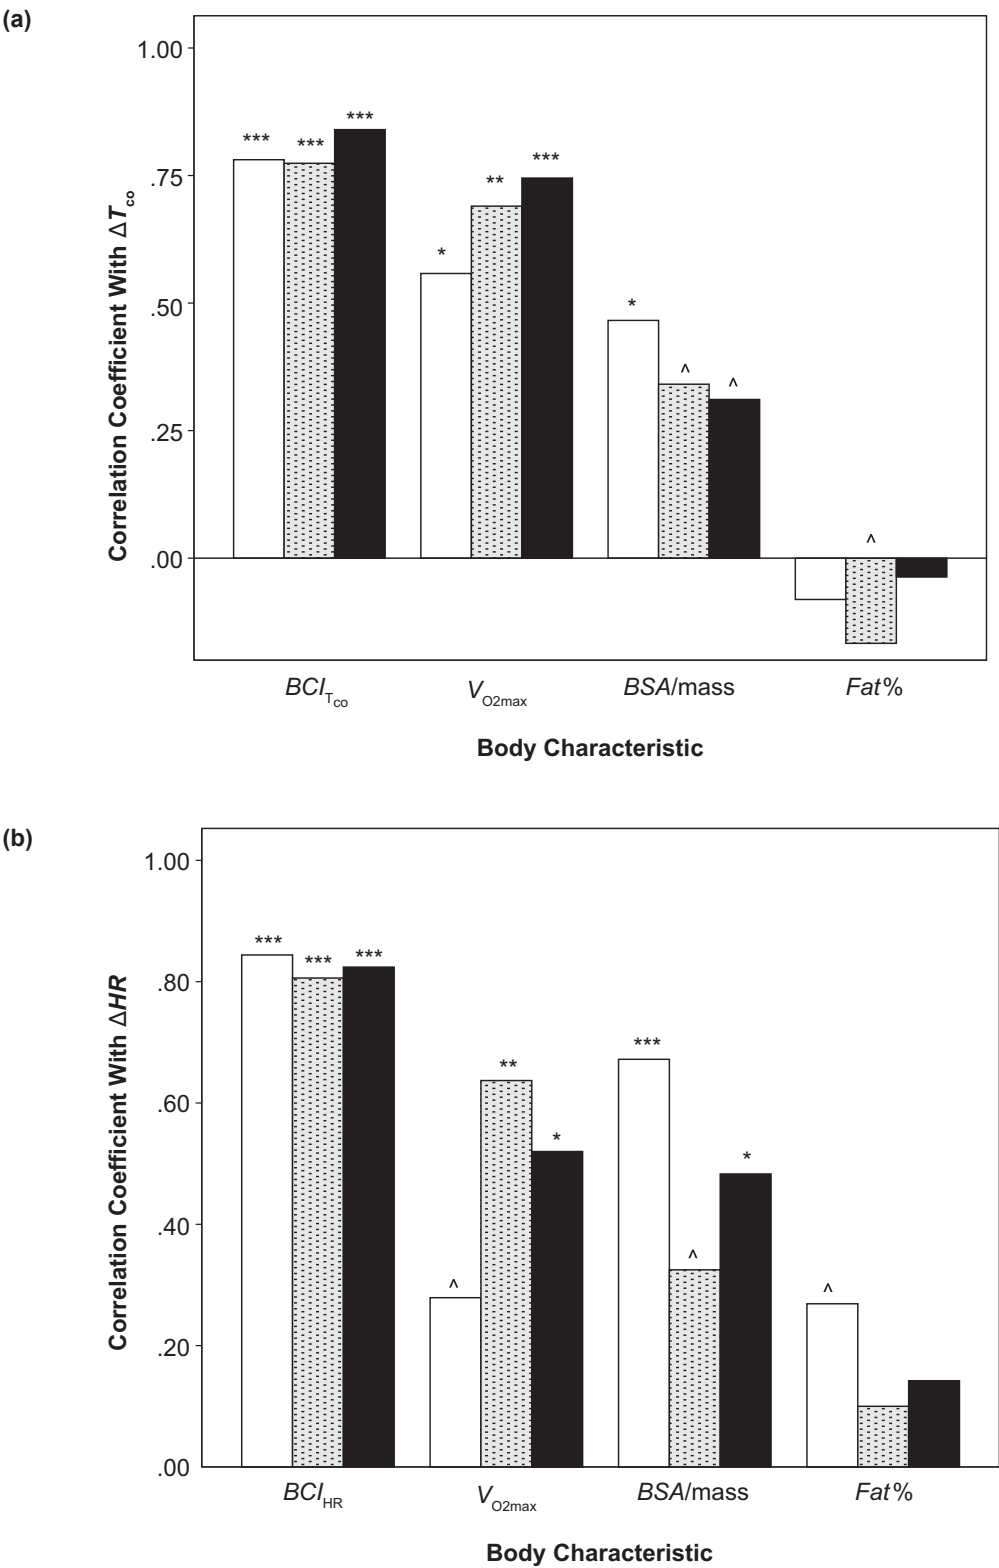 (a)
1.00
.75
.50
.25
.00
Correlation Coefficient With ΔTco
***
***
***
*
**
***
*
^
^
^
BCITco
VO2max
BSA/mass
Fat%
Body Characteristic
(b)
1.00
.80
.60
.40
.20
.00
Correlation Coefficient With ΔHR
***
***
***
^
**
*
***
^
*
^
BCIHR
VO2max
BSA/mass
Fat%
Body Characteristic